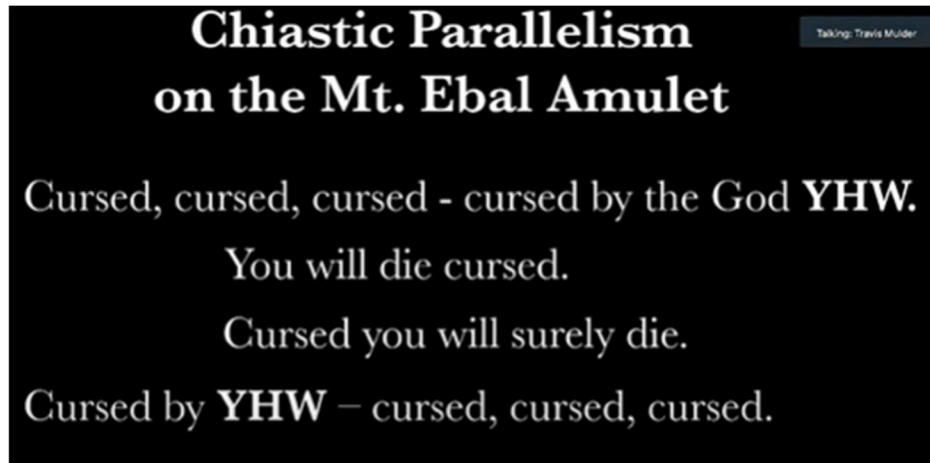 Chiastic Parallelism
Talking: Travis Mulder
on the Mt. Ebal Amulet
Cursed, cursed, cursed - cursed by the God YHW.
You will die cursed.
Cursed you will surely die.
Cursed by YHW – cursed, cursed, cursed.